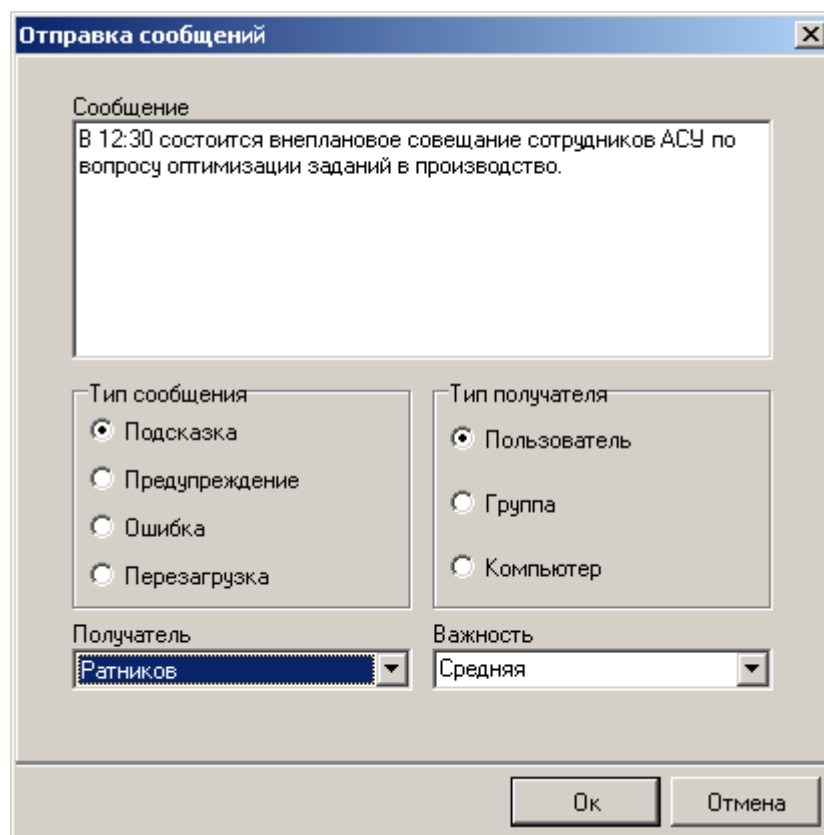 Отправка сообщений
Сообщение
В 12:30 состоится внеплановое совещание сотрудников АСУ по
вопросу оптимизации заданий в производство.
Тип сообщения
Подсказка
Предупреждение
Ошибка
Перезагрузка
Тип получателя
Пользователь
Группа
Компьютер
Получатель
Ратников
Важность
Средняя
Ок
Отмена